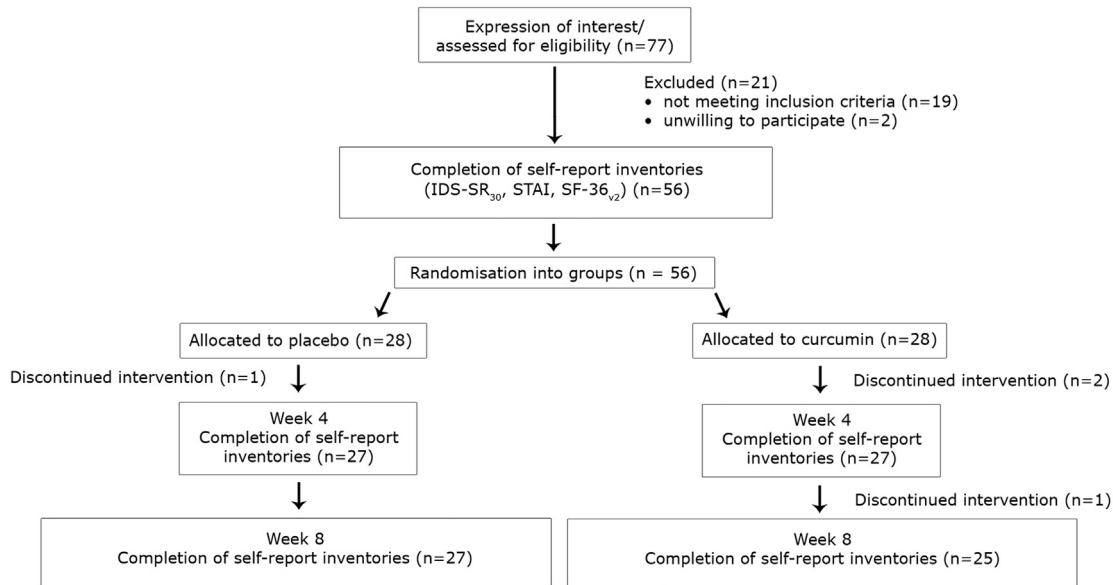 Expression of interest/
assessed for eligibility (n=77)
Excluded (n=21)
• not meeting inclusion criteria (n=19)
• unwilling to participate (n=2)
Completion of self-report inventories
(IDS-SR30, STAI, SF-36v2) (n=56)
Randomisation into groups (n = 56)
Allocated to placebo (n=28)
Allocated to curcumin (n=28)
Discontinued intervention (n=1)
Discontinued intervention (n=2)
Week 4
Completion of self-report
inventories (n=27)
Week 4
Completion of self-report
inventories (n=27)
Discontinued intervention (n=1)
Week 8
Completion of self-report inventories (n=27)
Week 8
Completion of self-report inventories (n=25)